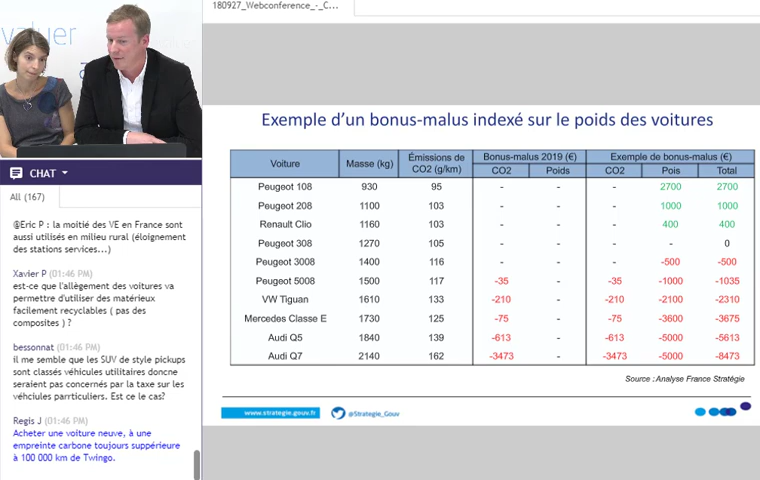 180927_Webconference_-_C...
valuer
CHAT
All (167)
@Eric P : la moitié des VE en France sont
aussi utilisés en milieu rural (éloignement
des stations services...)
Xavier P (01:46 PM)
est-ce que l'allègement des voitures va
permettre d'utiliser des matérieux
facilement recyclables ( pas des
composites ) ?
bessonnat (01:46 PM)
il me semble que les SUV de style pickups
sont classés véhicules utilitaires doncne
seraient pas concernés par la taxe sur les
véhciules parrticuliers. Est ce le cas?
Regis J (01:46 PM)
Acheter une voiture neuve, à une
empreinte carbone toujours suppérieure
à 100 000 km de Twingo.
Exemple d'un bonus-malus indexé sur le poids des voitures
Voiture Masse (kg) Émissions de CO2 (g/km) Bonus-malus 2019 (€) Exemple de bonus-malus (€)
CO2 Poids CO2 Pois Total
Peugeot 108 930 95 - - - 2700 2700
Peugeot 208 1100 103 - - - 1000 1000
Renault Clio 1160 103 - - - 400 400
Peugeot 308 1270 105 - - - - 0
Peugeot 3008 1400 116 - - - -500 -500
Peugeot 5008 1500 117 -35 - -35 -1000 -1035
VW Tiguan 1610 133 -210 - -210 -2100 -2310
Mercedes Classe E 1730 125 -75 - -75 -3600 -3675
Audi Q5 1840 139 -613 - -613 -5000 -5613
Audi Q7 2140 162 -3473 - -3473 -5000 -8473
Source : Analyse France Stratégie
www.strategie.gouv.fr
@Strategie_Gouv